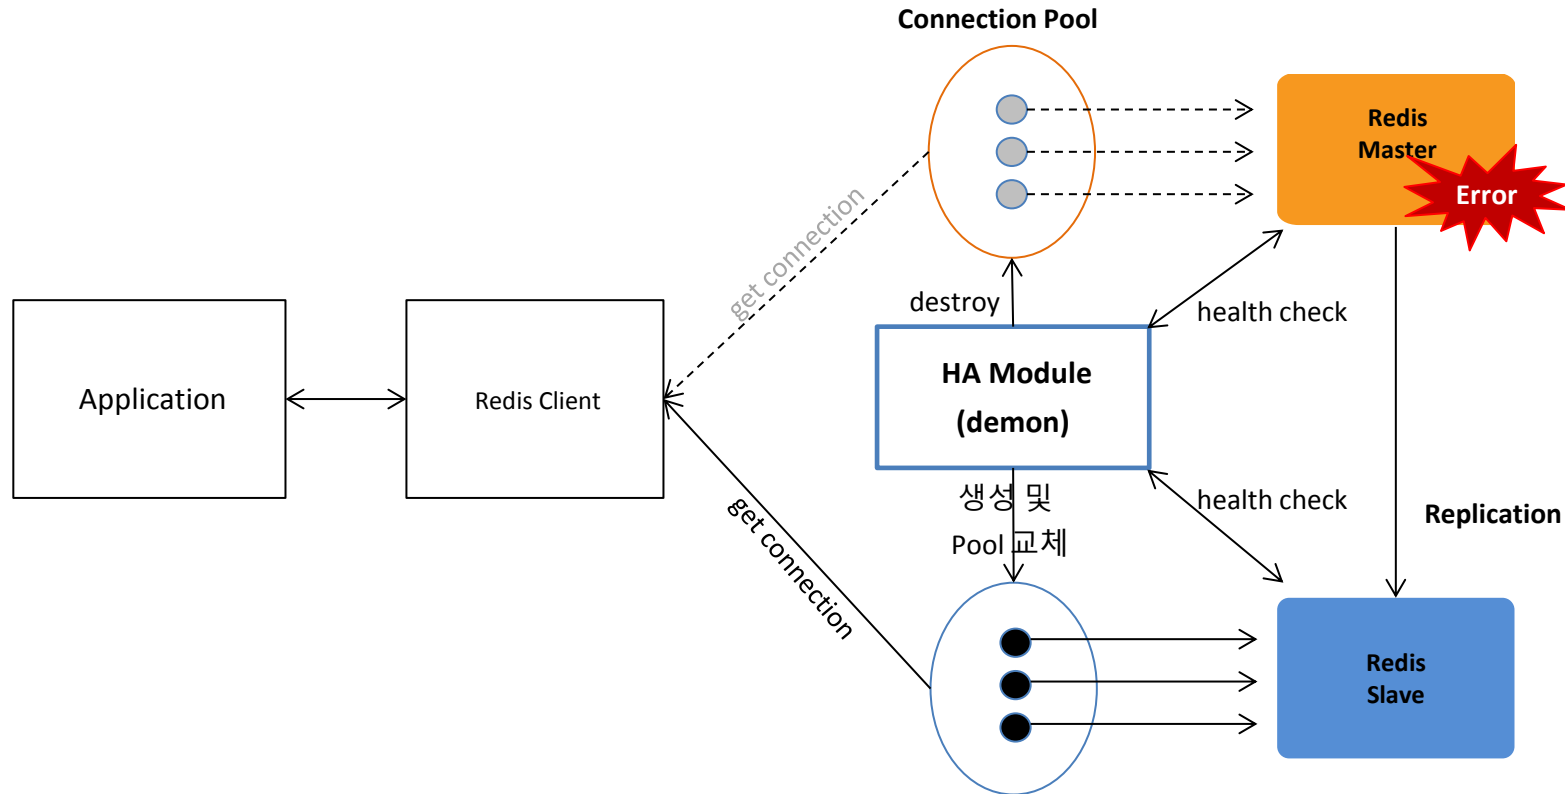 Connection Pool
Redis
Master
Error
get connection
destroy
health check
Application
Redis Client
HA Module
(demon)
생성 및
Pool 교체
health check
Replication
get connection
Redis
Slave